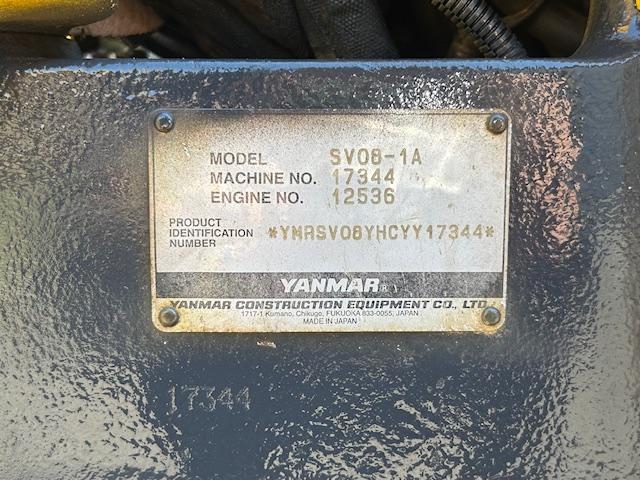 MODEL SV08-1A
MACHINE NO. 17344
ENGINE NO. 12536
PRODUCT
IDENTIFICATION
NUMBER *YMRSV08YHCYY17344*
YANMAR®
YANMAR CONSTRUCTION EQUIPMENT CO., LTD.
1717-1 Kumano, Chikugo, FUKUOKA 833-0055, JAPAN
MADE IN JAPAN
17344